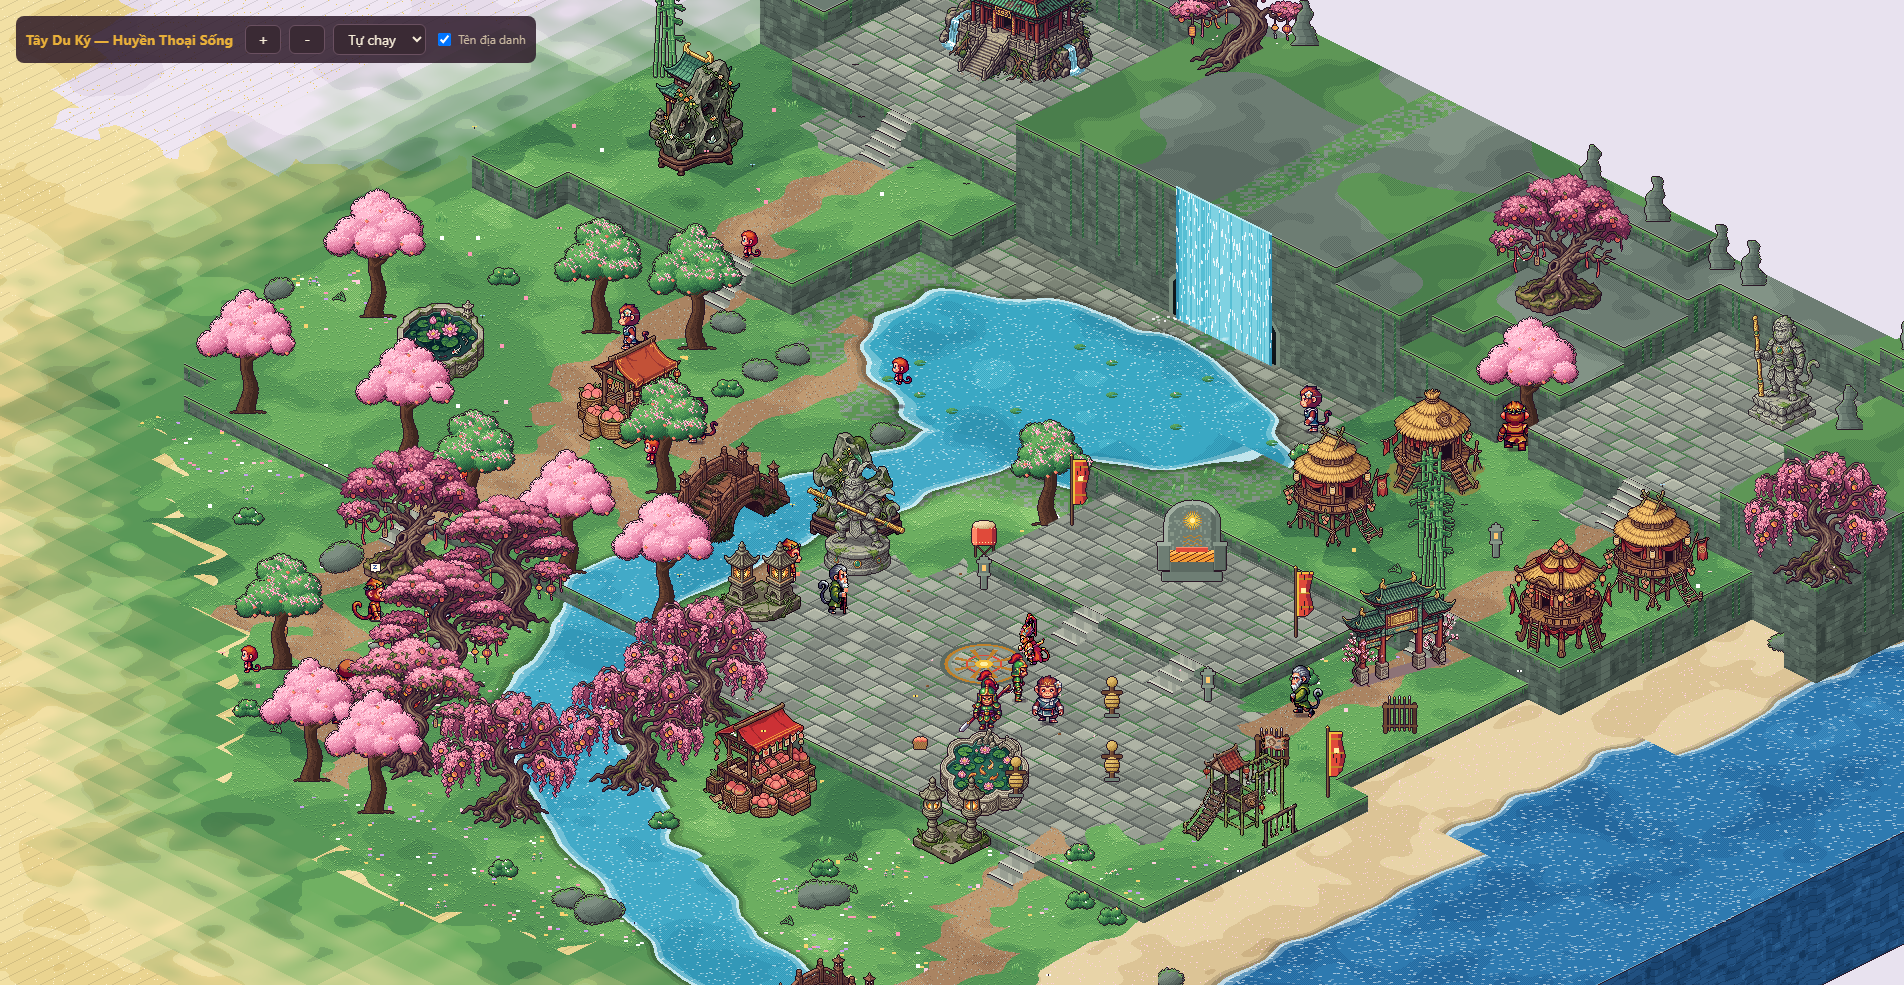 Tây Du Ký — Huyền Thoại Sống
+
-
Tự chạy
Tên địa danh
z